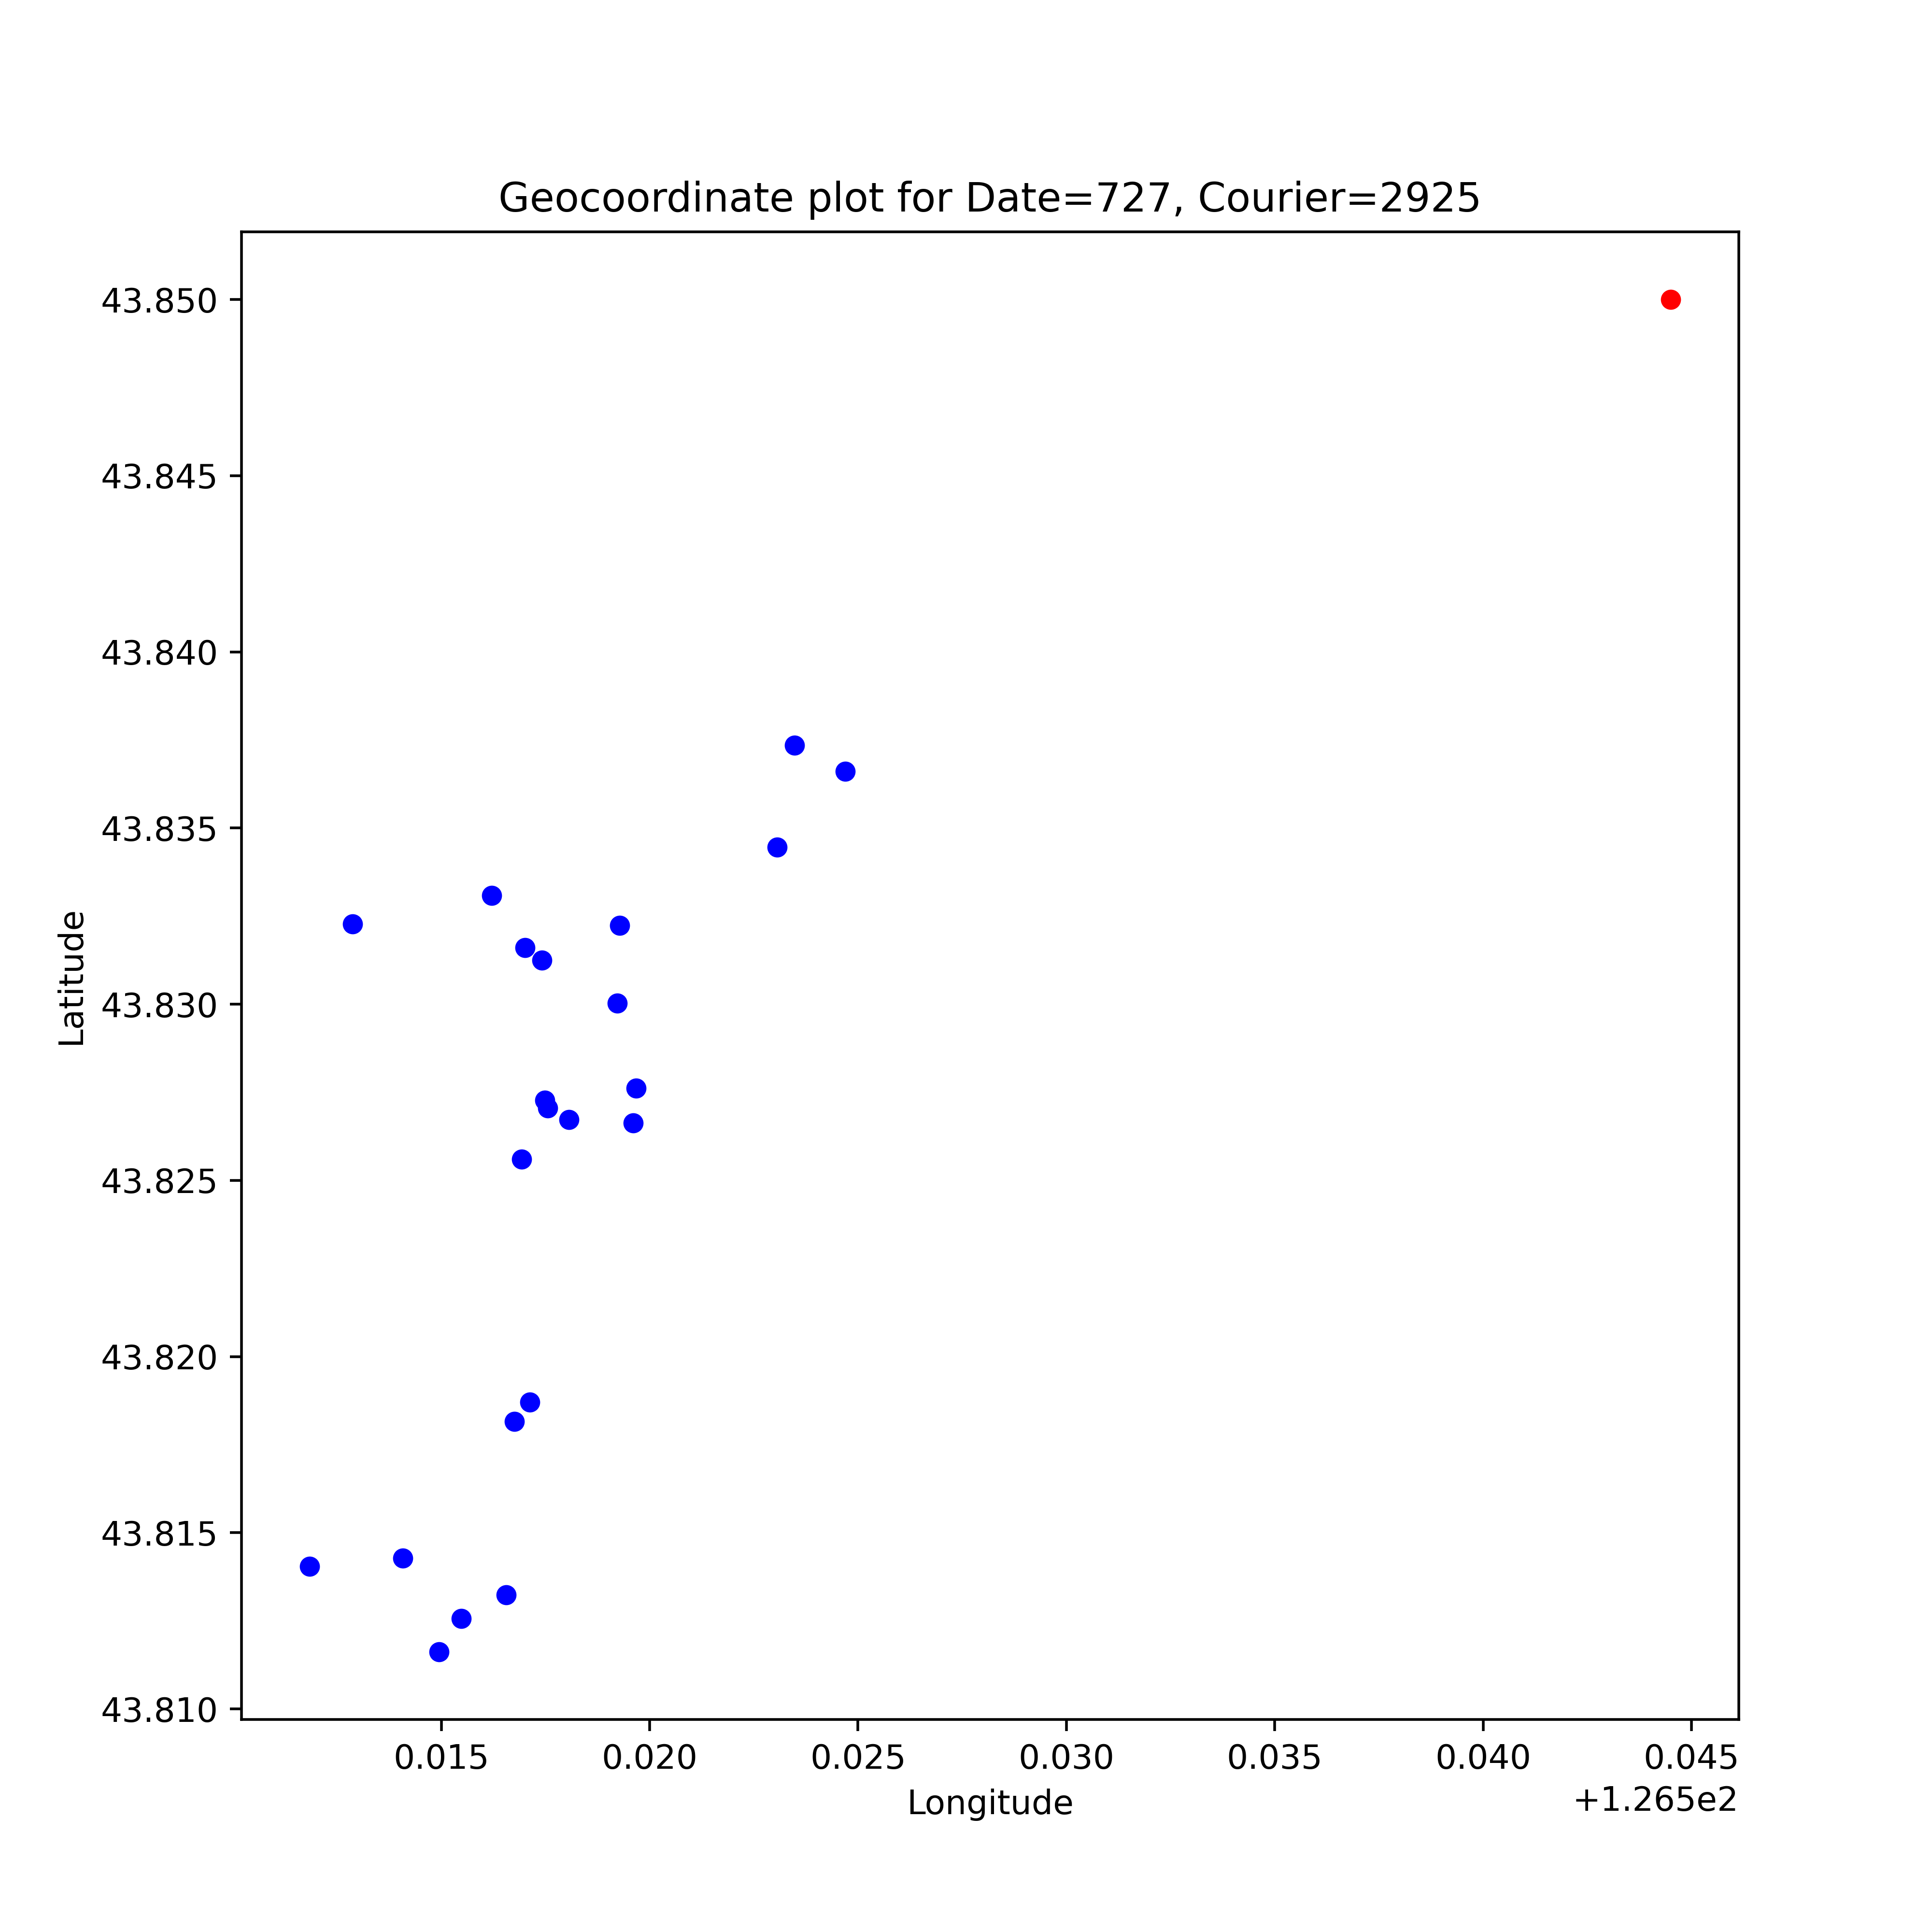 Geocoordinate plot for Date=727, Courier=2925
43.850
43.845
43.840
43.835
43.830
43.825
43.820
43.815
43.810
Latitude
0.015 0.020 0.025 0.030 0.035 0.040 0.045
+1.265e2
Longitude